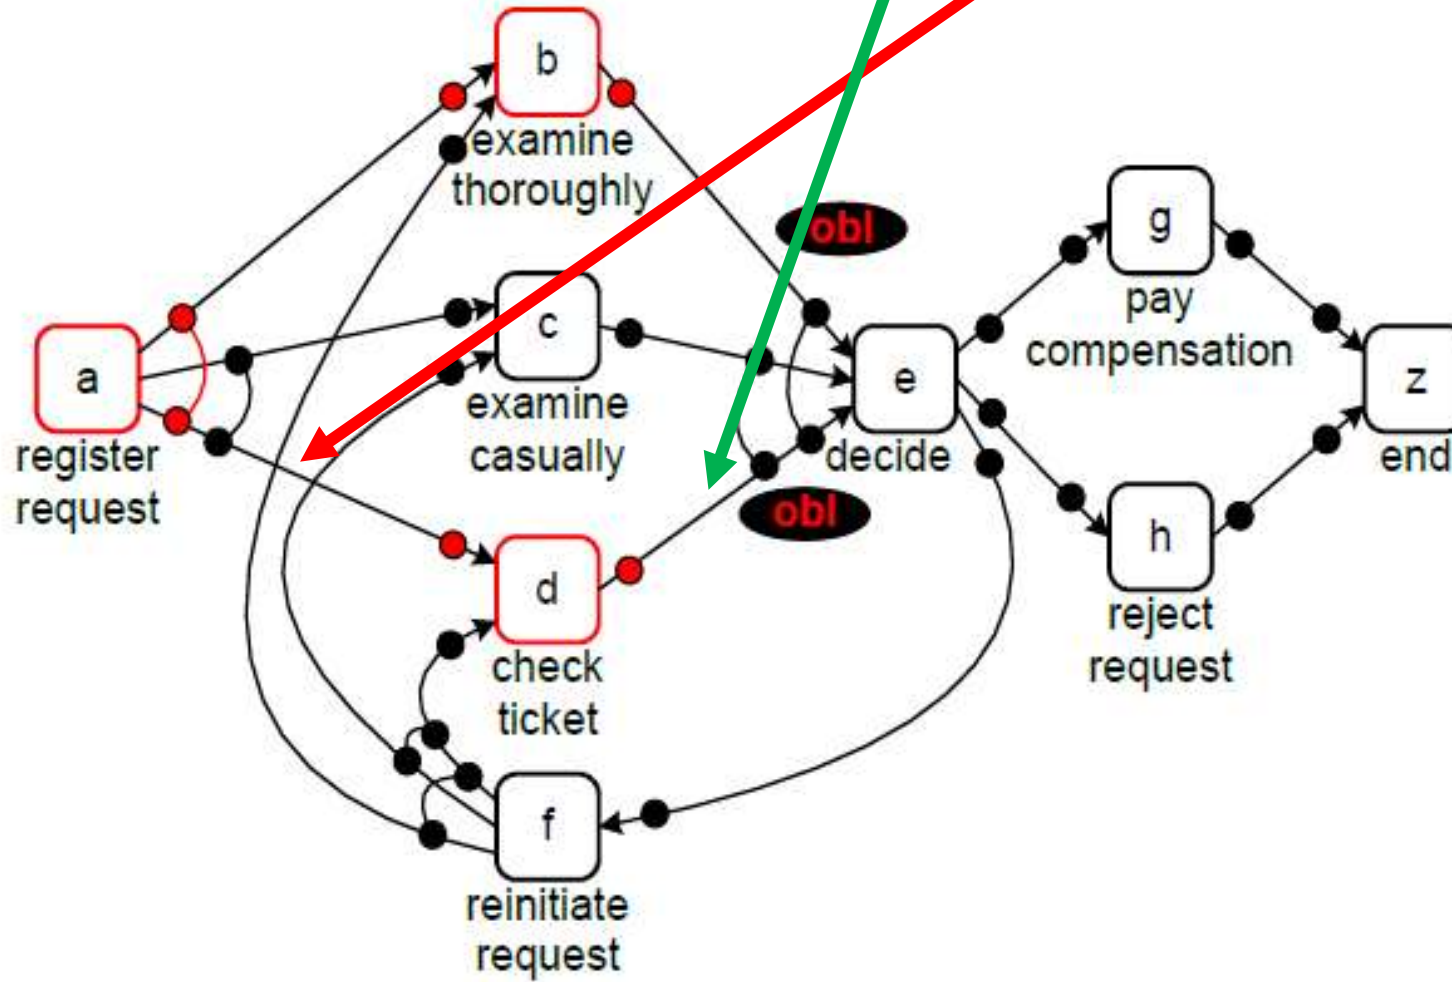 b
examine
thoroughly
obl
g
pay
compensation
a
register
request
c
examine
casually
e
decide
z
end
obl
d
check
ticket
h
reject
request
f
reinitiate
request